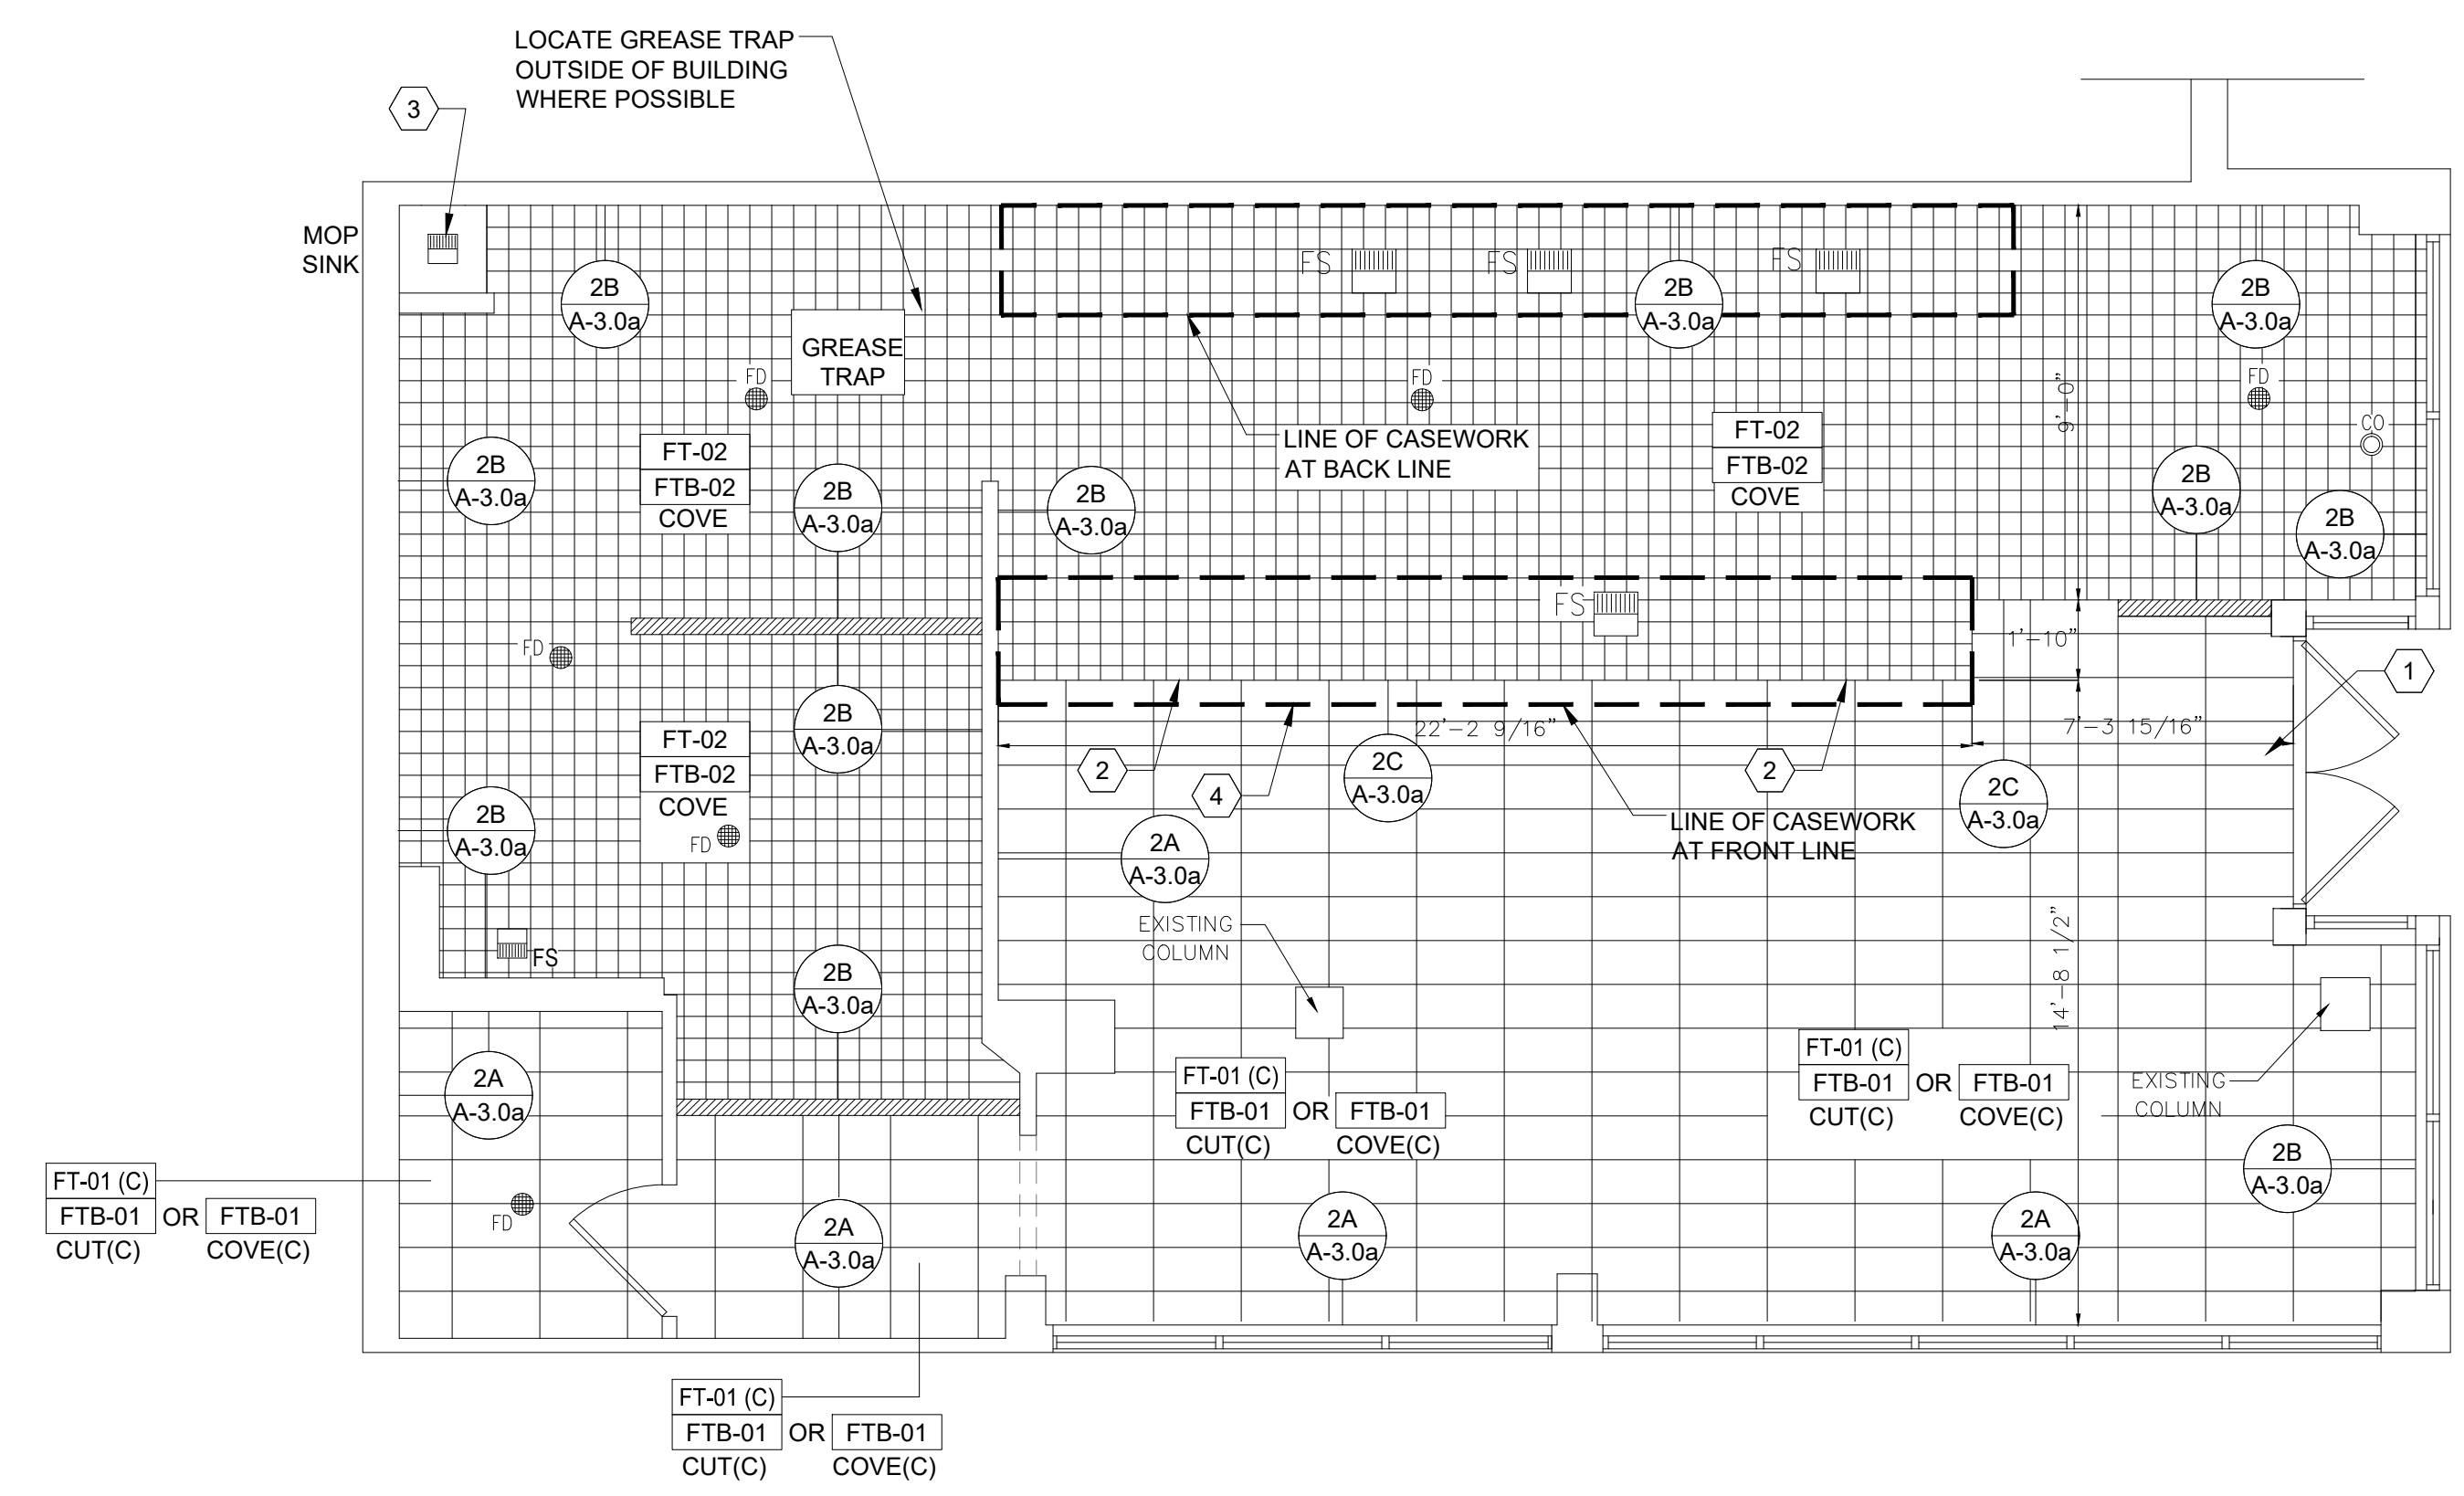 LOCATE GREASE TRAP
OUTSIDE OF BUILDING
WHERE POSSIBLE
3
MOP
SINK
2B
A-3.0a
GREASE
TRAP
FD
FS
FS
2B
A-3.0a
FS
2B
A-3.0a
FD
9'-0"
FD
CO
LINE OF CASEWORK
AT BACK LINE
FT-02
FTB-02
COVE
2B
A-3.0a
FT-02
FTB-02
COVE
2B
A-3.0a
2B
A-3.0a
2B
A-3.0a
2B
A-3.0a
FD
FS
1'-10"
1
FT-02
FTB-02
COVE
FD
2B
A-3.0a
2B
A-3.0a
22'-2 9/16"
7'-3 15/16"
2
4
2C
A-3.0a
2
2C
A-3.0a
LINE OF CASEWORK
AT FRONT LINE
2A
A-3.0a
EXISTING
COLUMN
14'-8 1/2"
FS
2B
A-3.0a
2A
A-3.0a
FT-01 (C)
FTB-01 OR FTB-01
CUT(C) COVE(C)
FT-01 (C)
FTB-01 OR FTB-01
CUT(C) COVE(C)
EXISTING
COLUMN
2B
A-3.0a
FT-01 (C)
FTB-01 OR FTB-01
CUT(C) COVE(C)
FD
2A
A-3.0a
2A
A-3.0a
2A
A-3.0a
FT-01 (C)
FTB-01 OR FTB-01
CUT(C) COVE(C)